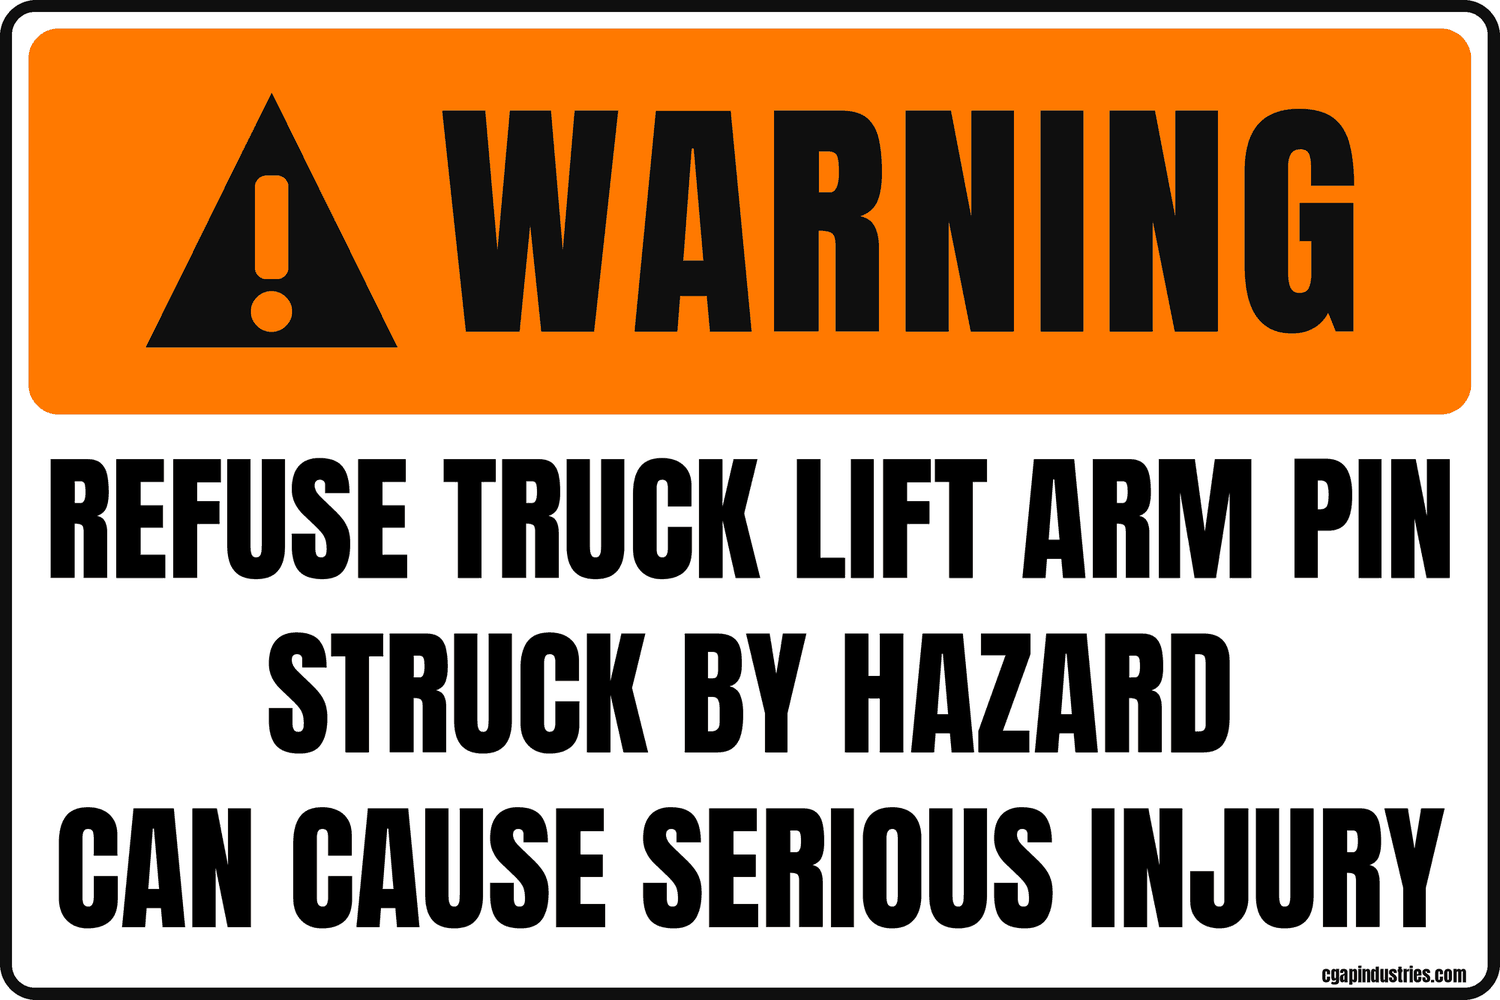 WARNING
REFUSE TRUCK LIFT ARM PIN
STRUCK BY HAZARD
CAN CAUSE SERIOUS INJURY
cgapindustries.com